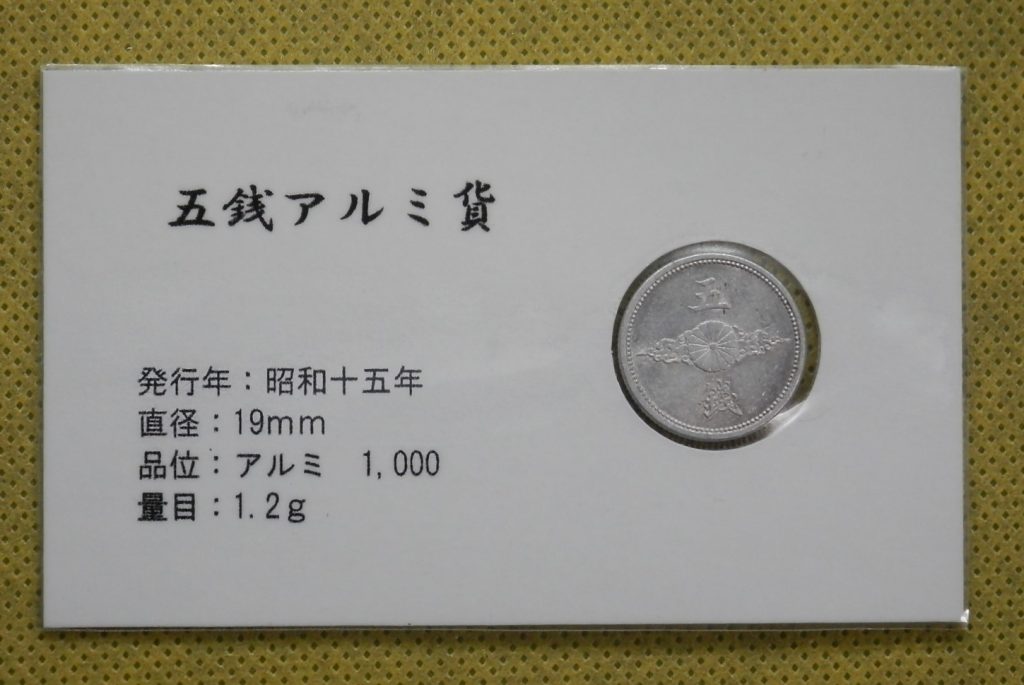 五銭アルミ貨
発行年：昭和十五年
直径：19mm
品位：アルミ　1,000
量目：1.2g
五
錢